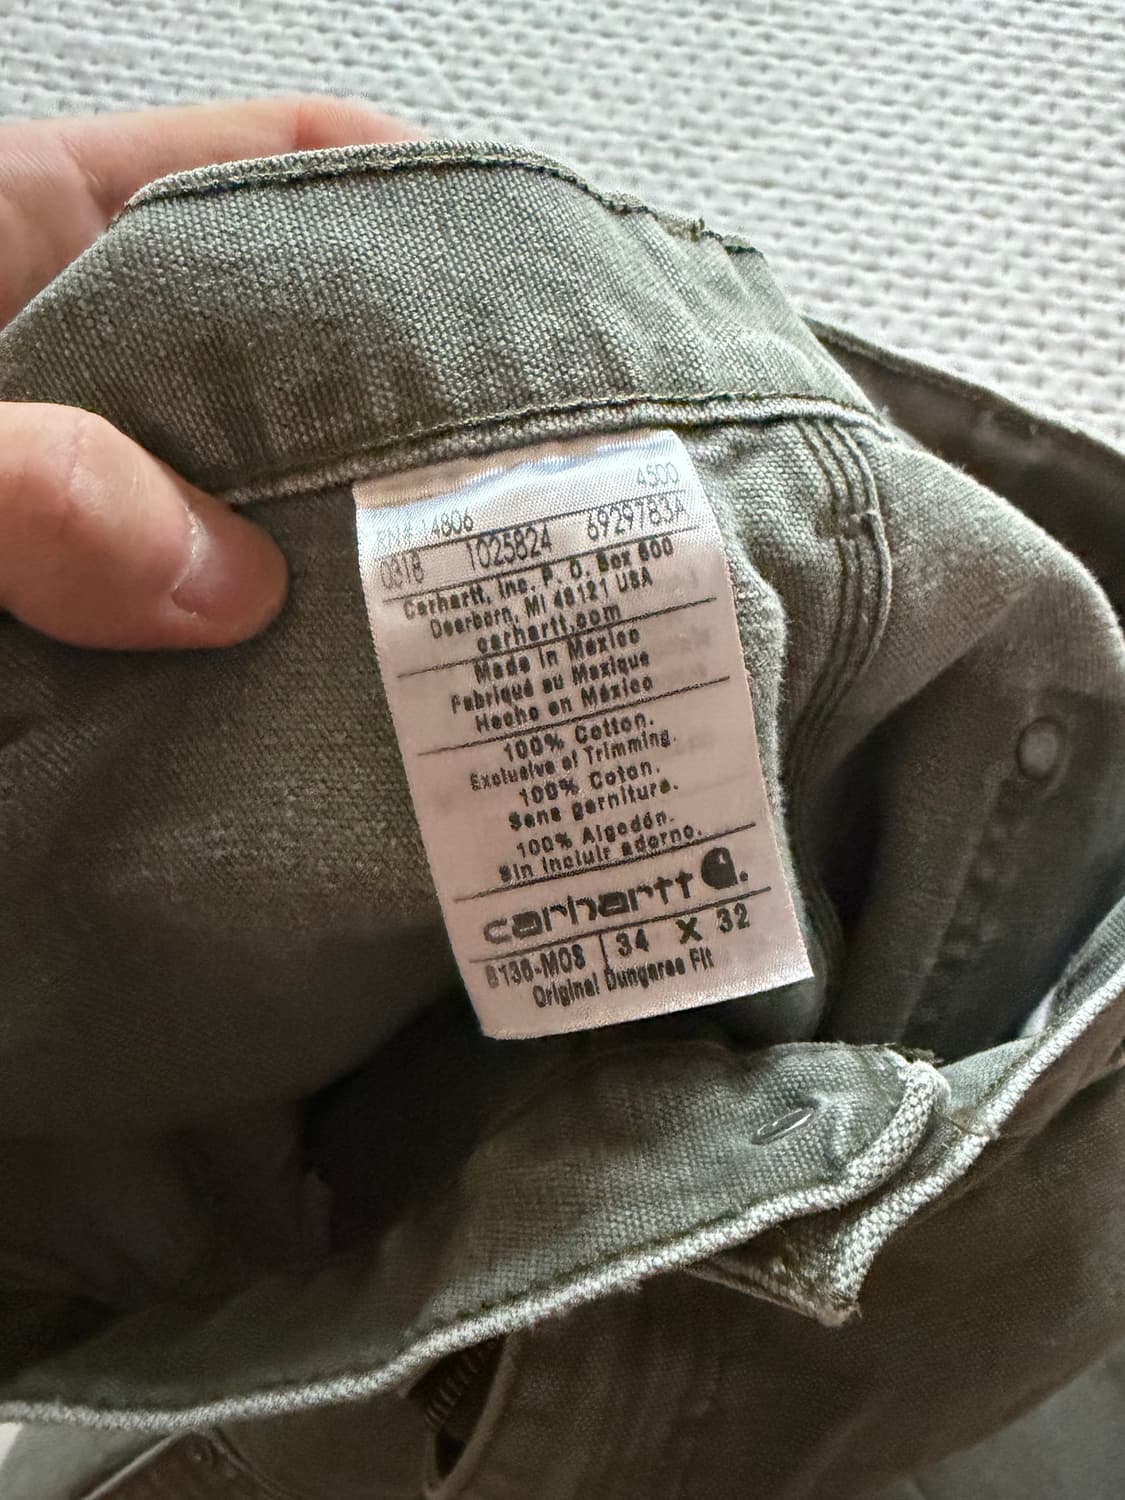 4500
RN# 14806
0318 1025824 6929783A
Carhartt, Inc. P. O. Box 600
Dearborn, MI 48121 USA
carhartt.com
Made in México
Fabriqué au Mexique
Hecho en México
100% Cotton.
Exclusive of Trimming.
100% Coton.
Sans garniture.
100% Algodón.
Sin incluir adorno.
carhartt
B136-MOS 34 X 32
Original Dungaree Fit